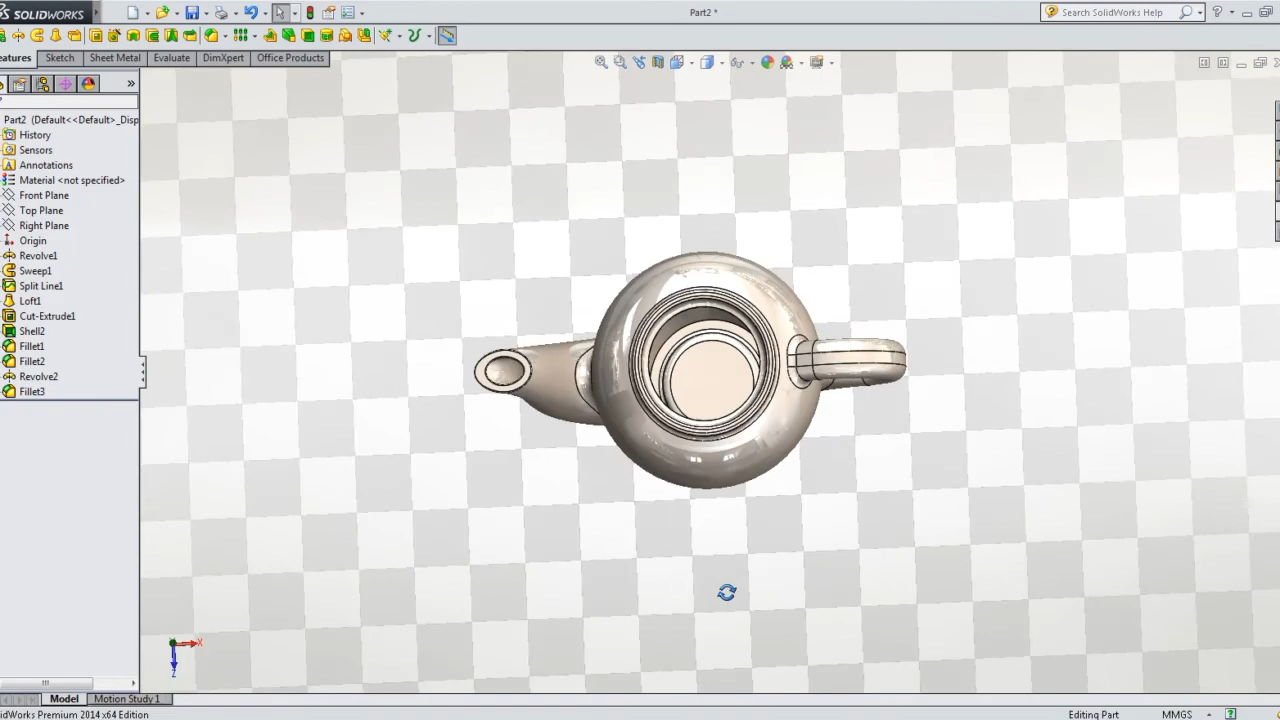 SOLIDWORKS
Part2 *
Search SolidWorks Help
eatures
Sketch
Sheet Metal
Evaluate
DimXpert
Office Products
Part2 (Default<<Default>_Disp
History
Sensors
Annotations
Material <not specified>
Front Plane
Top Plane
Right Plane
Origin
Revolve1
Sweep1
Split Line1
Loft1
Cut-Extrude1
Shell2
Fillet1
Fillet2
Revolve2
Fillet3
X
Z
Model
Motion Study 1
lidWorks Premium 2014 x64 Edition
Editing Part
MMGS